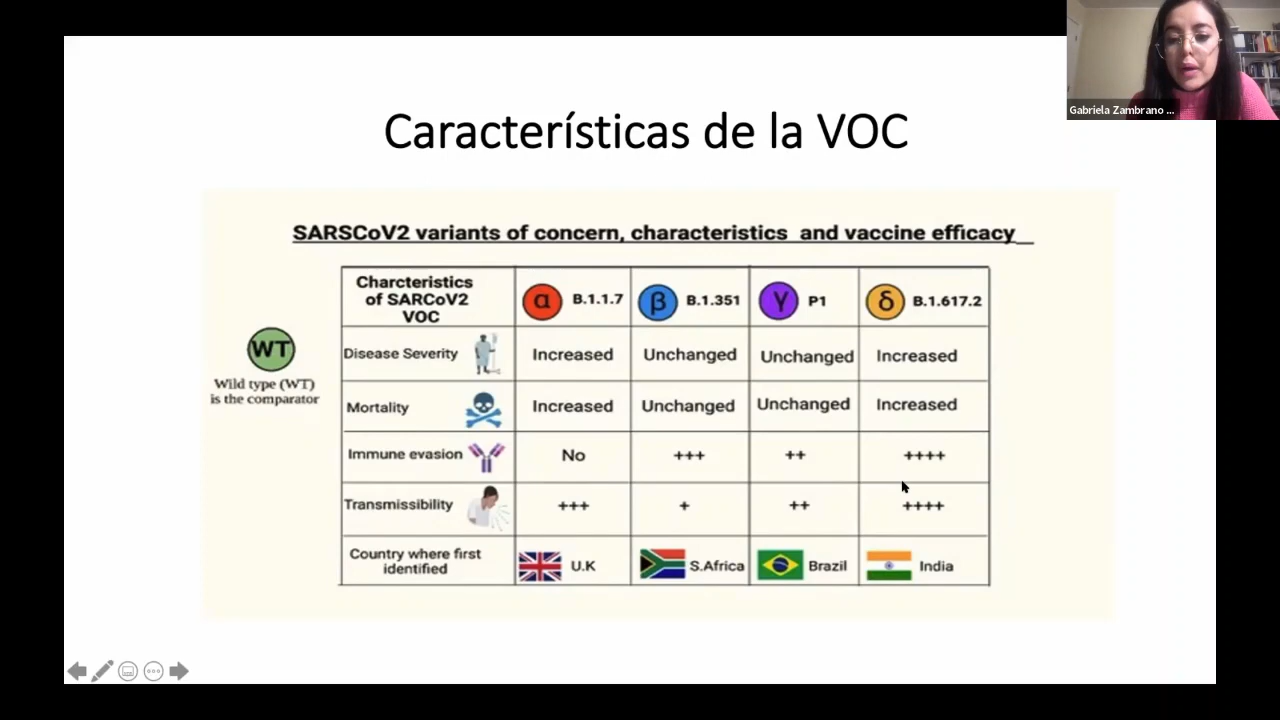 Gabriela Zambrano ...
Características de la VOC
SARSCoV2 variants of concern, characteristics and vaccine efficacy
Charcteristics
of SARCoV2
VOC
α B.1.1.7
β B.1.351
γ P1
δ B.1.617.2
WT
Wild type (WT)
is the comparator
Disease Severity Increased Unchanged Unchanged Increased
Mortality Increased Unchanged Unchanged Increased
Immune evasion No +++ ++ ++++
Transmissibility +++ + ++ ++++
Country where first
identified
U.K S.Africa Brazil India